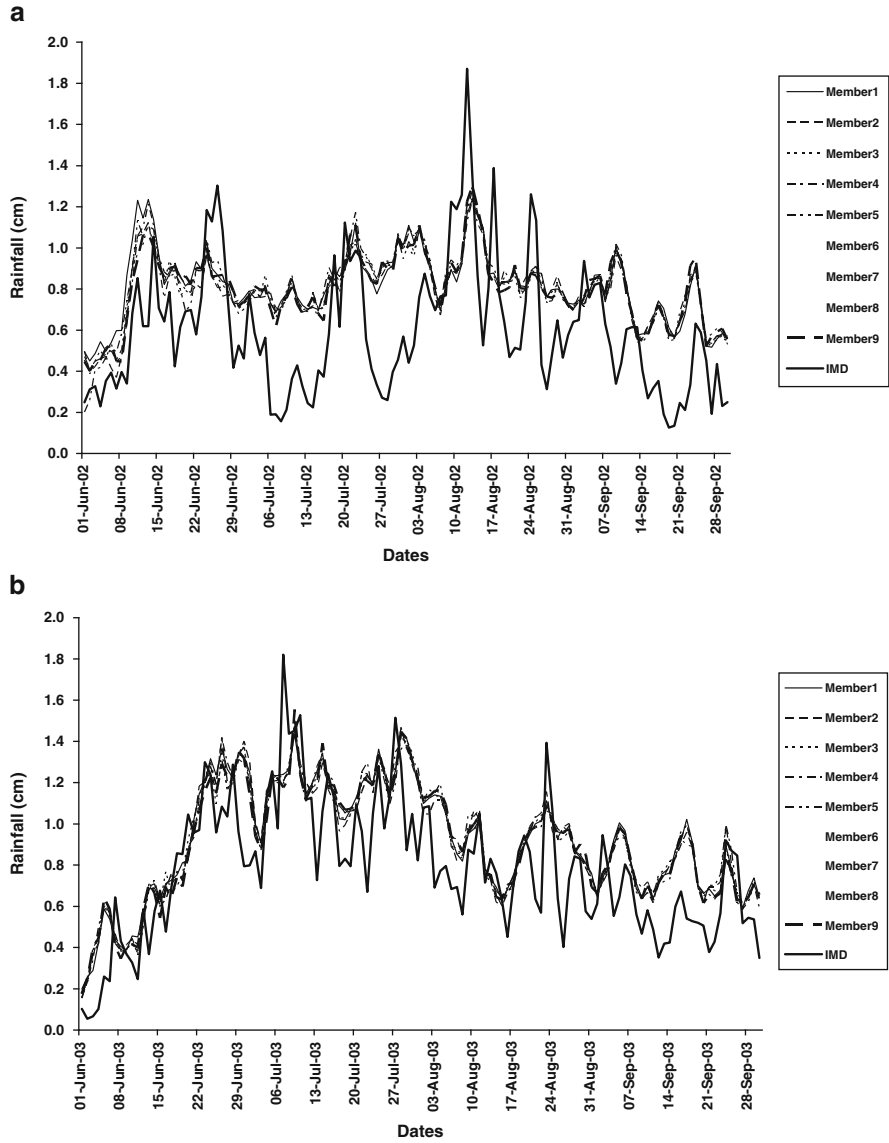 a
Rainfall (cm)
2.0
1.8
1.6
1.4
1.2
1.0
0.8
0.6
0.4
0.2
0.0
01-Jun-02
08-Jun-02
15-Jun-02
22-Jun-02
29-Jun-02
06-Jul-02
13-Jul-02
20-Jul-02
27-Jul-02
03-Aug-02
10-Aug-02
17-Aug-02
24-Aug-02
31-Aug-02
07-Sep-02
14-Sep-02
21-Sep-02
28-Sep-02
Dates
Member1
Member2
Member3
Member4
Member5
Member6
Member7
Member8
Member9
IMD
b
Rainfall (cm)
2.0
1.8
1.6
1.4
1.2
1.0
0.8
0.6
0.4
0.2
0.0
01-Jun-03
08-Jun-03
15-Jun-03
22-Jun-03
29-Jun-03
06-Jul-03
13-Jul-03
20-Jul-03
27-Jul-03
03-Aug-03
10-Aug-03
17-Aug-03
24-Aug-03
31-Aug-03
07-Sep-03
14-Sep-03
21-Sep-03
28-Sep-03
Dates
Member1
Member2
Member3
Member4
Member5
Member6
Member7
Member8
Member9
IMD